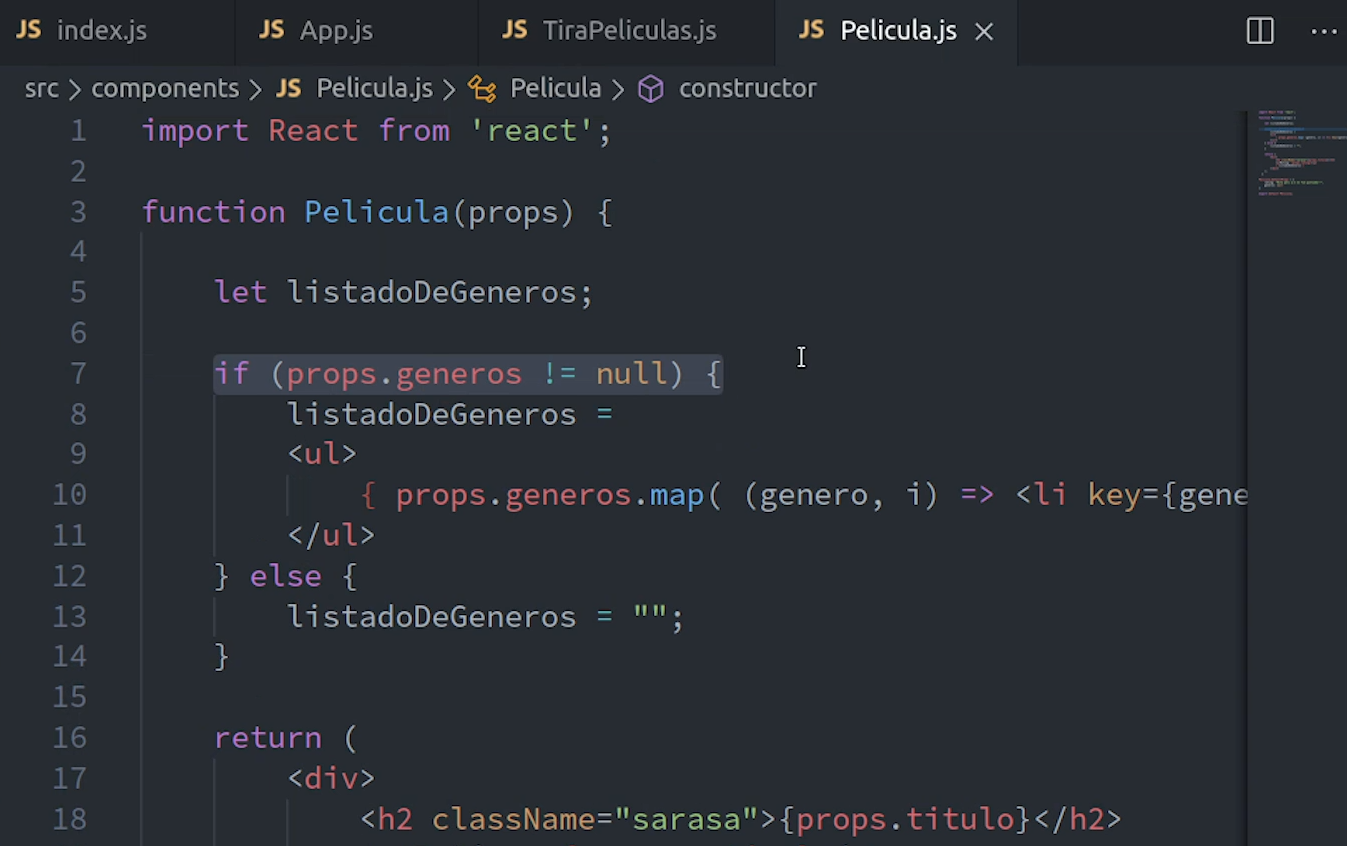 JS index.js JS App.js JS TiraPeliculas.js JS Pelicula.js
src > components > JS Pelicula.js > Pelicula > constructor
1 import React from 'react';
2
3 function Pelicula(props) {
4
5 let listadoDeGeneros;
6
7 if (props.generos != null) {
8 listadoDeGeneros =
9 <ul>
10 { props.generos.map( (genero, i) => <li key={gene
11 </ul>
12 } else {
13 listadoDeGeneros = "";
14 }
15
16 return (
17 <div>
18 <h2 className="sarasa">{props.titulo}</h2>